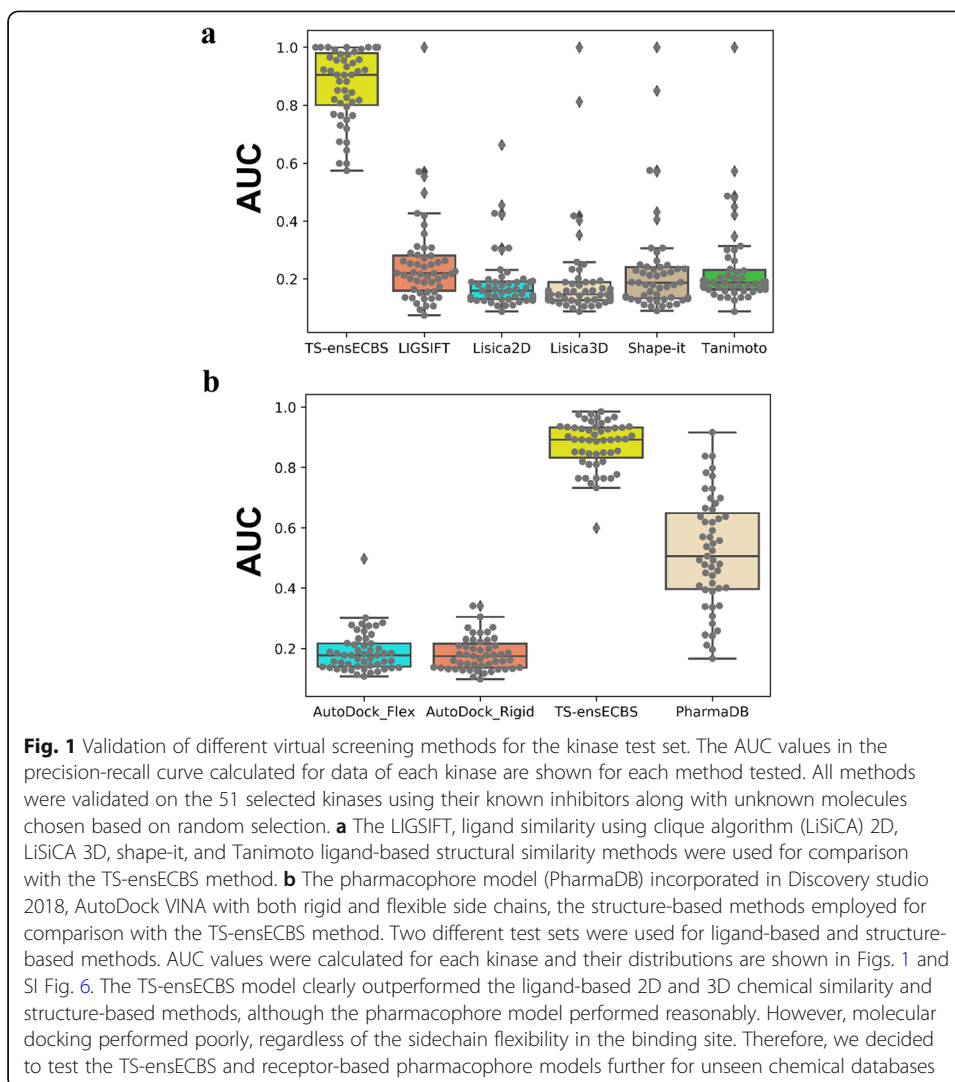 a
1.0
0.8
0.6
0.4
0.2
AUC
TS-ensECBS LIGSIFT Lisica2D Lisica3D Shape-it Tanimoto
b
1.0
0.8
0.6
0.4
0.2
AUC
AutoDock_Flex AutoDock_Rigid TS-ensECBS PharmaDB
Fig. 1 Validation of different virtual screening methods for the kinase test set. The AUC values in the
precision-recall curve calculated for data of each kinase are shown for each method tested. All methods
were validated on the 51 selected kinases using their known inhibitors along with unknown molecules
chosen based on random selection. a The LIGSIFT, ligand similarity using clique algorithm (LiSiCA) 2D,
LiSiCA 3D, shape-it, and Tanimoto ligand-based structural similarity methods were used for comparison
with the TS-ensECBS method. b The pharmacophore model (PharmaDB) incorporated in Discovery studio
2018, AutoDock VINA with both rigid and flexible side chains, the structure-based methods employed for
comparison with the TS-ensECBS method. Two different test sets were used for ligand-based and structure-
based methods. AUC values were calculated for each kinase and their distributions are shown in Figs. 1 and
SI Fig. 6. The TS-ensECBS model clearly outperformed the ligand-based 2D and 3D chemical similarity and
structure-based methods, although the pharmacophore model performed reasonably. However, molecular
docking performed poorly, regardless of the sidechain flexibility in the binding site. Therefore, we decided
to test the TS-ensECBS and receptor-based pharmacophore models further for unseen chemical databases